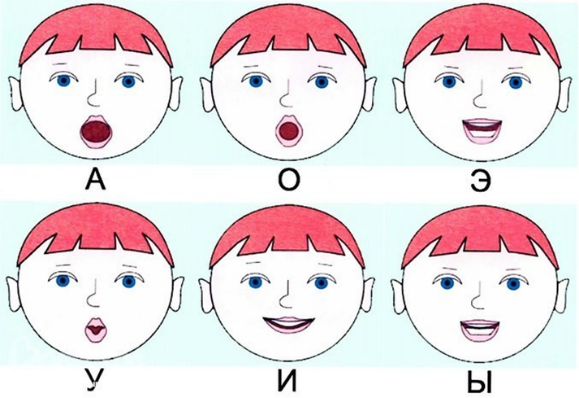 А О Э
У И Ы